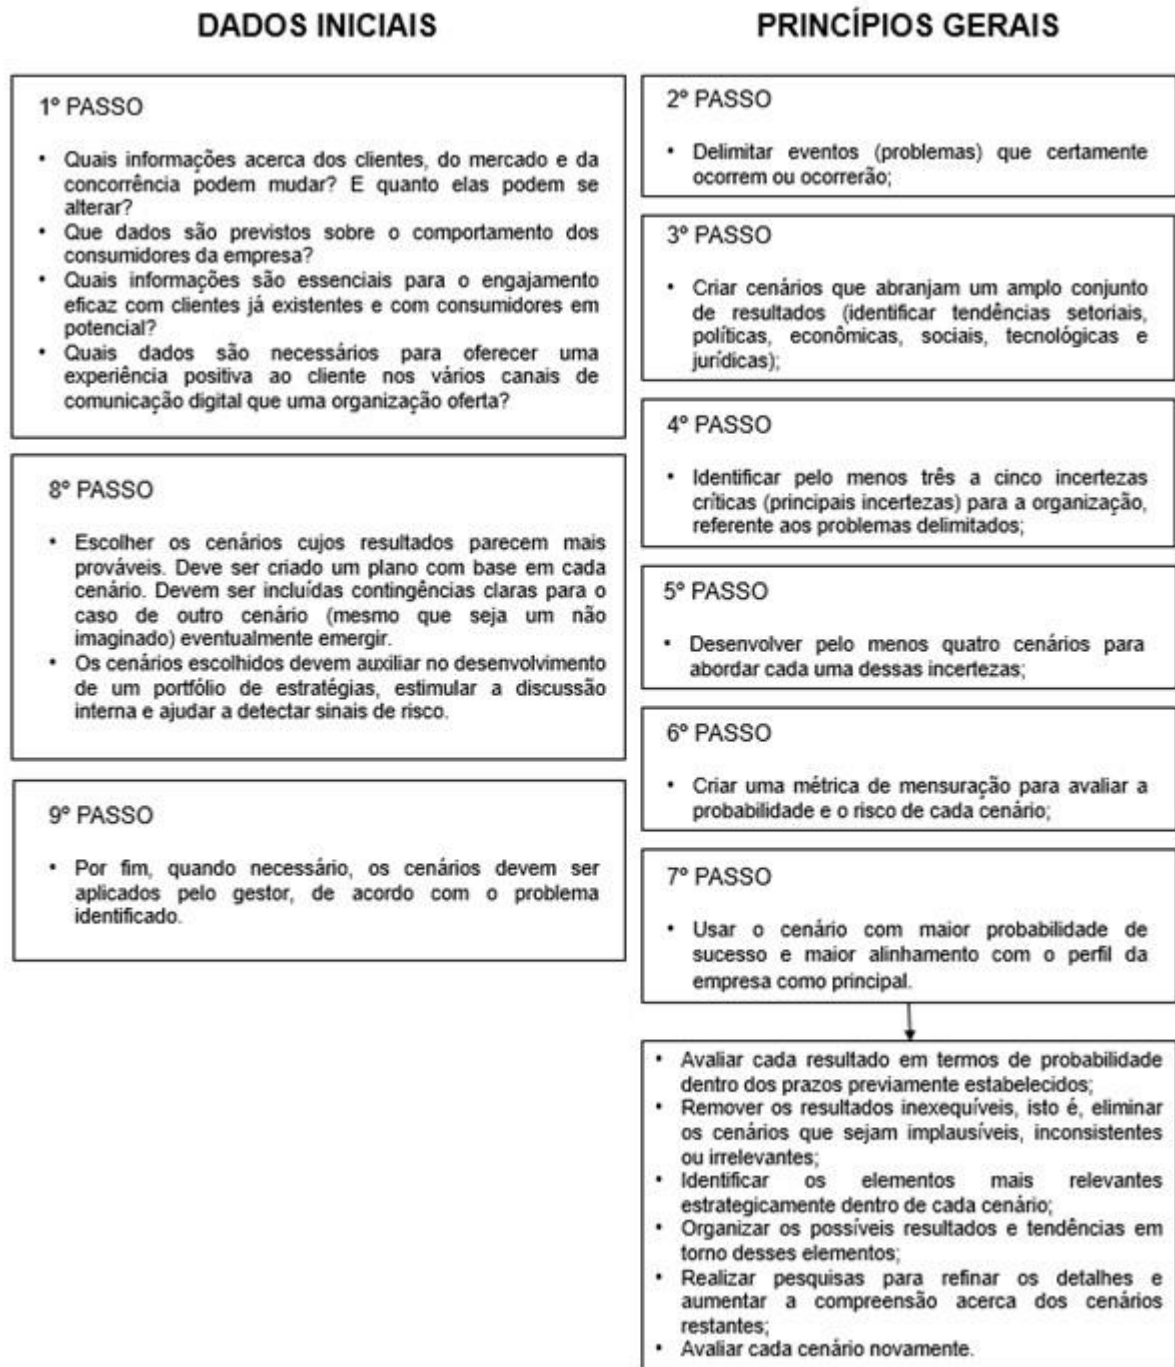 DADOS INICIAIS
1º PASSO
• Quais informações acerca dos clientes, do mercado e da
concorrência podem mudar? E quanto elas podem se
alterar?
• Que dados são previstos sobre o comportamento dos
consumidores da empresa?
• Quais informações são essenciais para o engajamento
eficaz com clientes já existentes e com consumidores em
potencial?
• Quais dados são necessários para oferecer uma
experiência positiva ao cliente nos vários canais de
comunicação digital que uma organização oferta?
8º PASSO
• Escolher os cenários cujos resultados parecem mais
prováveis. Deve ser criado um plano com base em cada
cenário. Devem ser incluídas contingências claras para o
caso de outro cenário (mesmo que seja um não
imaginado) eventualmente emergir.
• Os cenários escolhidos devem auxiliar no desenvolvimento
de um portfólio de estratégias, estimular a discussão
interna e ajudar a detectar sinais de risco.
9º PASSO
• Por fim, quando necessário, os cenários devem ser
aplicados pelo gestor, de acordo com o problema
identificado.
PRINCÍPIOS GERAIS
2º PASSO
• Delimitar eventos (problemas) que certamente
ocorrem ou ocorrerão;
3º PASSO
• Criar cenários que abranjam um amplo conjunto
de resultados (identificar tendências setoriais,
políticas, econômicas, sociais, tecnológicas e
jurídicas);
4º PASSO
• Identificar pelo menos três a cinco incertezas
críticas (principais incertezas) para a organização,
referente aos problemas delimitados;
5º PASSO
• Desenvolver pelo menos quatro cenários para
abordar cada uma dessas incertezas;
6º PASSO
• Criar uma métrica de mensuração para avaliar a
probabilidade e o risco de cada cenário;
7º PASSO
• Usar o cenário com maior probabilidade de
sucesso e maior alinhamento com o perfil da
empresa como principal.
• Avaliar cada resultado em termos de probabilidade
dentro dos prazos previamente estabelecidos;
• Remover os resultados inexequíveis, isto é, eliminar
os cenários que sejam implausíveis, inconsistentes
ou irrelevantes;
• Identificar os elementos mais relevantes
estrategicamente dentro de cada cenário;
• Organizar os possíveis resultados e tendências em
torno desses elementos;
• Realizar pesquisas para refinar os detalhes e
aumentar a compreensão acerca dos cenários
restantes;
• Avaliar cada cenário novamente.